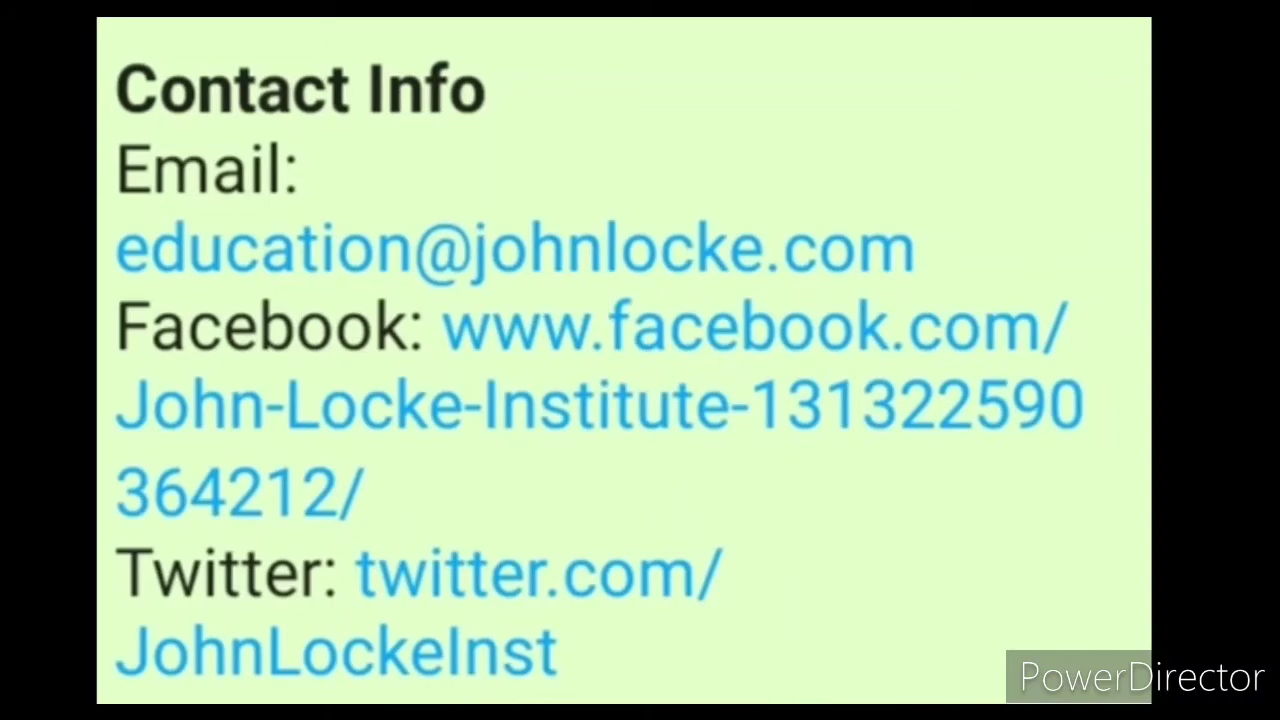 Contact Info
Email:
education@johnlocke.com
Facebook: www.facebook.com/
John-Locke-Institute-131322590
364212/
Twitter: twitter.com/
JohnLockeInst
PowerDirector